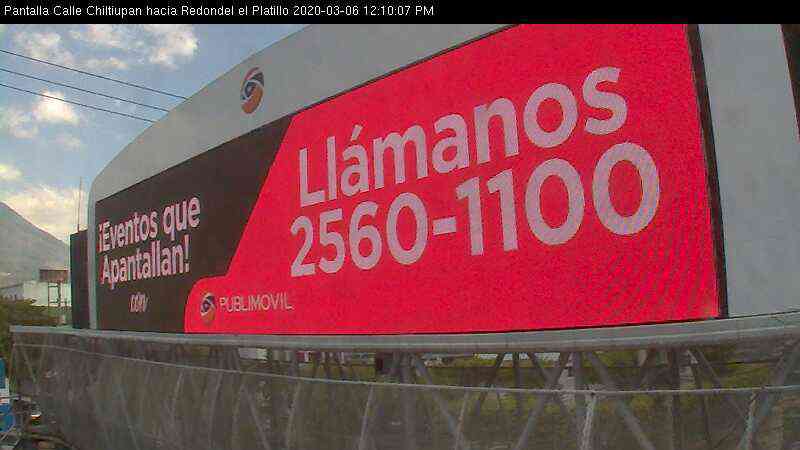 Pantalla Calle Chiltiupan hacia Redondel el Platillo 2020-03-06 12:10:07 PM
¡Eventos que
Apantallan!
con
Llámanos
2560-1100
PUBLIMOVIL